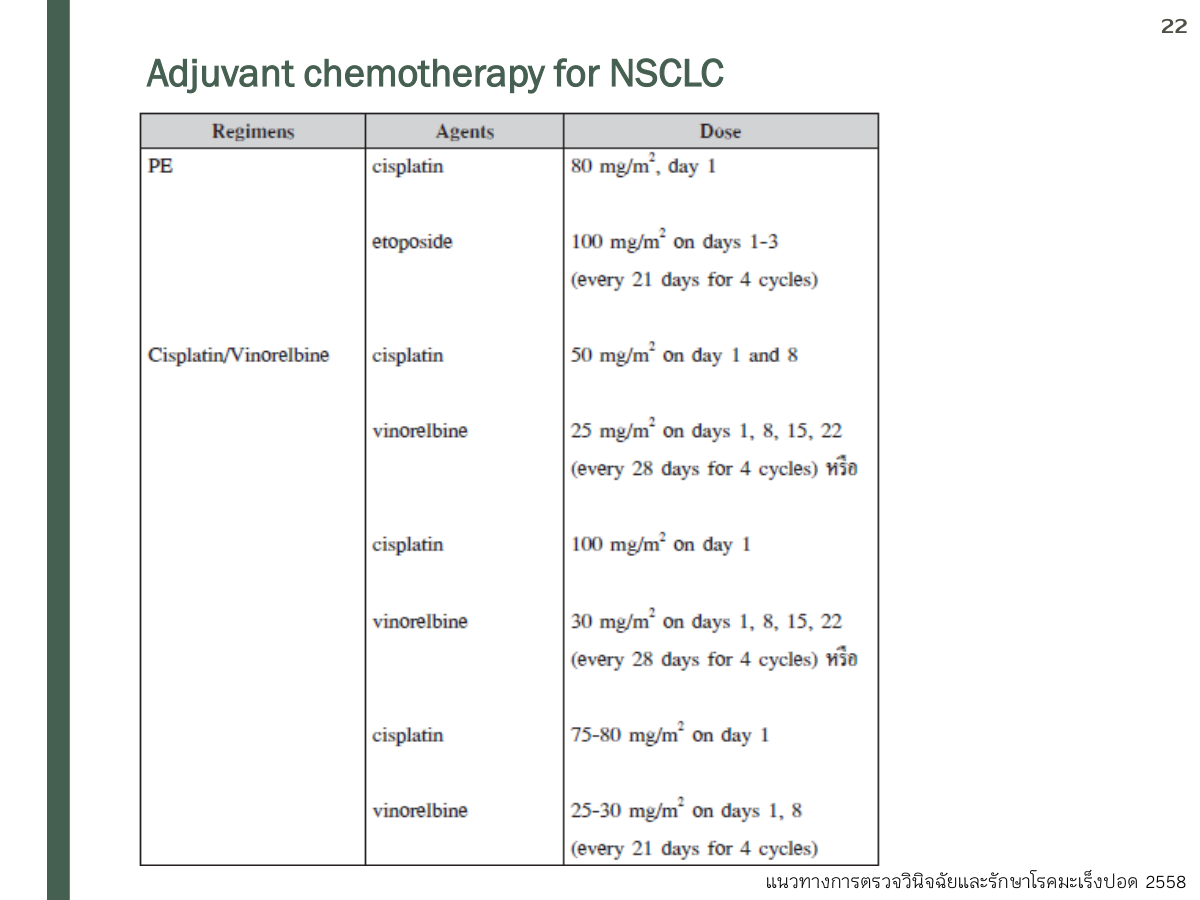 22
Adjuvant chemotherapy for NSCLC
Regimens Agents Dose
PE cisplatin 80 mg/m², day 1
etoposide 100 mg/m² on days 1-3
(every 21 days for 4 cycles)
Cisplatin/Vinorelbine cisplatin 50 mg/m² on day 1 and 8
vinorelbine 25 mg/m² on days 1, 8, 15, 22
(every 28 days for 4 cycles) หรือ
cisplatin 100 mg/m² on day 1
vinorelbine 30 mg/m² on days 1, 8, 15, 22
(every 28 days for 4 cycles) หรือ
cisplatin 75-80 mg/m² on day 1
vinorelbine 25-30 mg/m² on days 1, 8
(every 21 days for 4 cycles)
แนวทางการตรวจวินิจฉัยและรักษาโรคมะเร็งปอด 2558